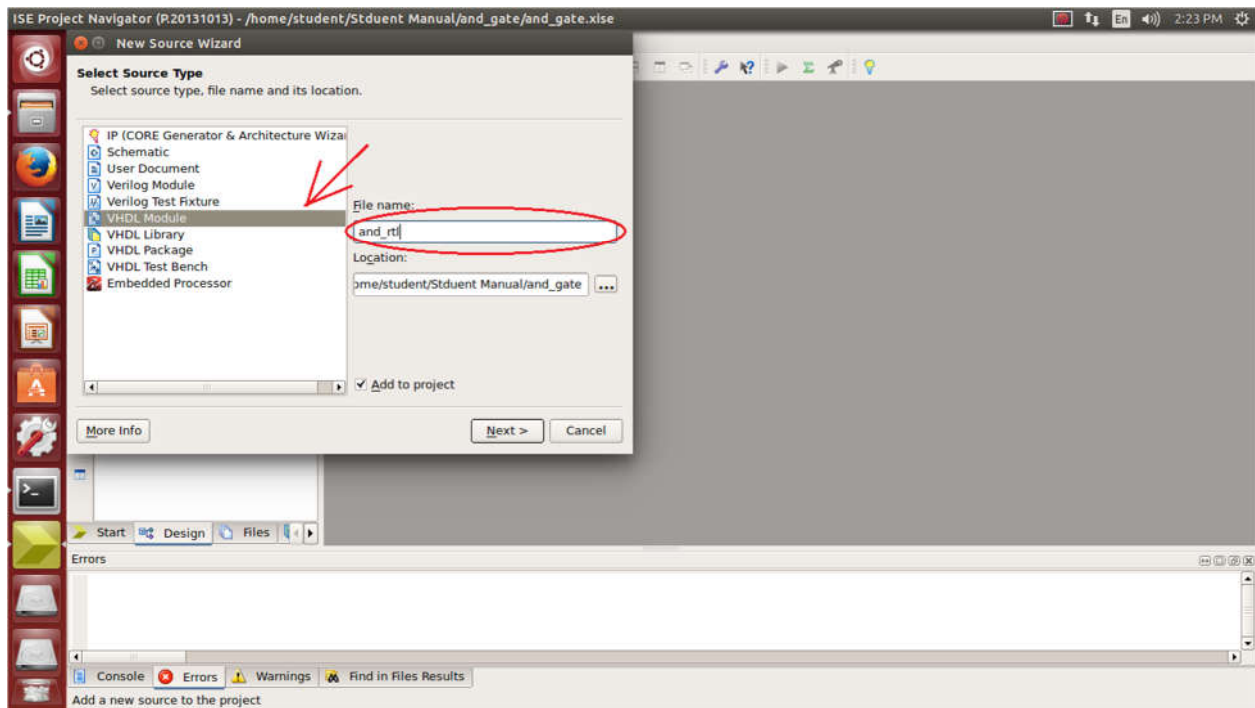 ISE Project Navigator (P.20131013) - /home/student/Stduent Manual/and_gate/and_gate.xise
En
2:23 PM
New Source Wizard
Select Source Type
Select source type, file name and its location.
IP (CORE Generator & Architecture Wizar
Schematic
User Document
Verilog Module
Verilog Test Fixture
VHDL Module
VHDL Library
VHDL Package
VHDL Test Bench
Embedded Processor
File name:
and_rtl
Location:
ome/student/Stduent Manual/and_gate
...
Add to project
More Info
Next >
Cancel
Start
Design
Files
Errors
Console
Errors
Warnings
Find in Files Results
Add a new source to the project